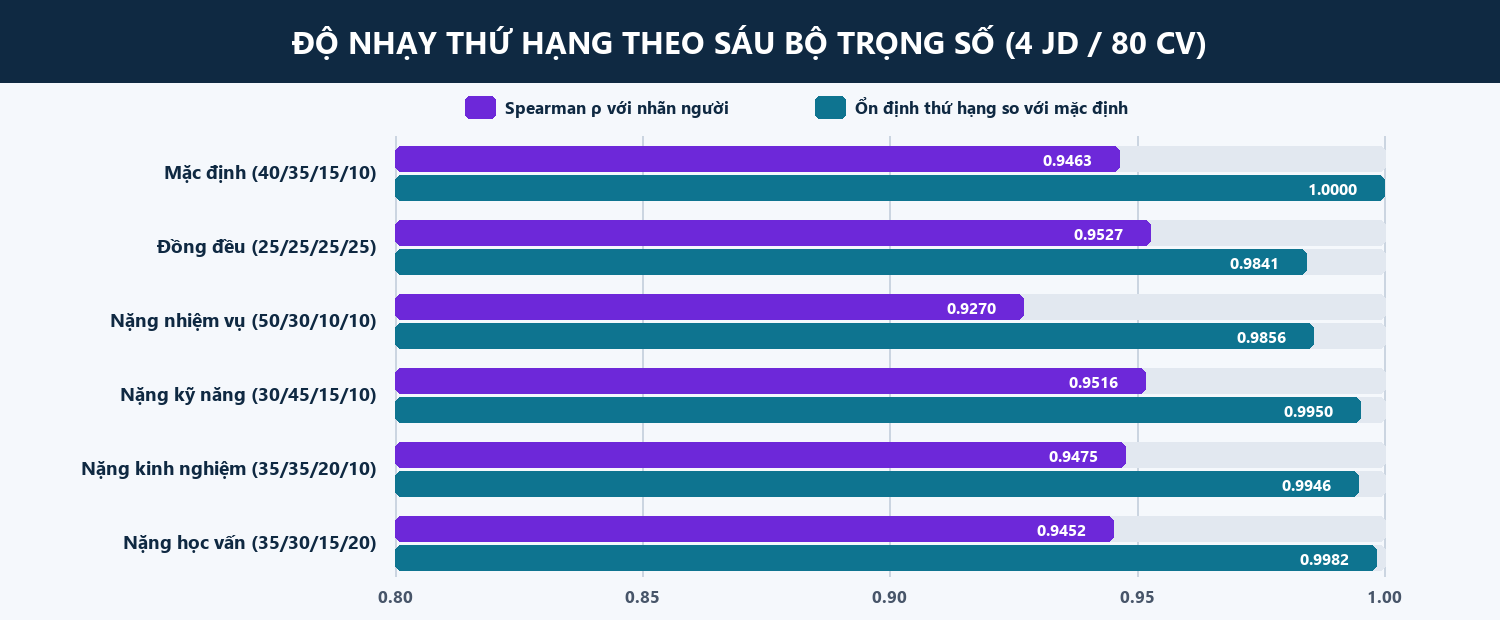 ĐỘ NHẠY THỨ HẠNG THEO SÁU BỘ TRỌNG SỐ (4 JD / 80 CV)
Spearman ρ với nhãn người
Ổn định thứ hạng so với mặc định
Mặc định (40/35/15/10)
0.9463
1.0000
Đồng đều (25/25/25/25)
0.9527
0.9841
Nặng nhiệm vụ (50/30/10/10)
0.9270
0.9856
Nặng kỹ năng (30/45/15/10)
0.9516
0.9950
Nặng kinh nghiệm (35/35/20/10)
0.9475
0.9946
Nặng học vấn (35/30/15/20)
0.9452
0.9982
0.80 0.85 0.90 0.95 1.00